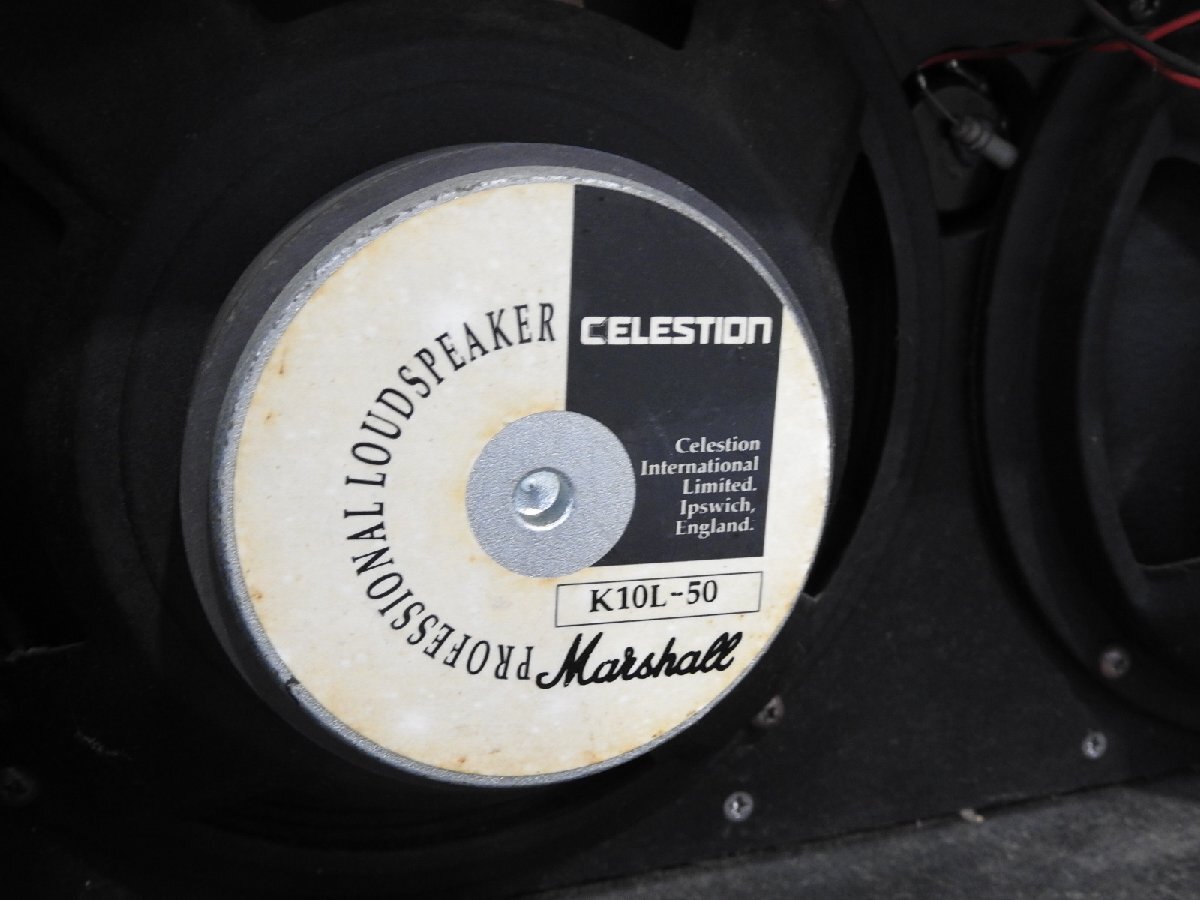 PROFESSIONAL LOUDSPEAKER
CELESTION
Celestion
International
Limited.
Ipswich,
England.
K10L-50
Marshall